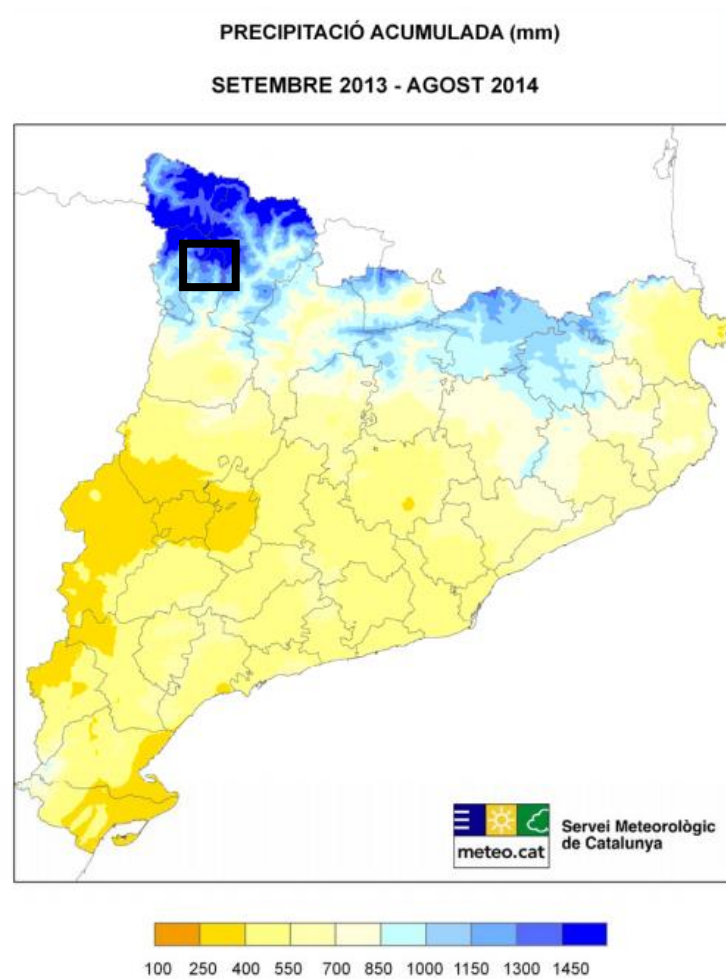 PRECIPITACIÓ ACUMULADA (mm)
SETEMBRE 2013 - AGOST 2014
meteo.cat
Servei Meteorològic
de Catalunya
100 250 400 550 700 850 1000 1150 1300 1450